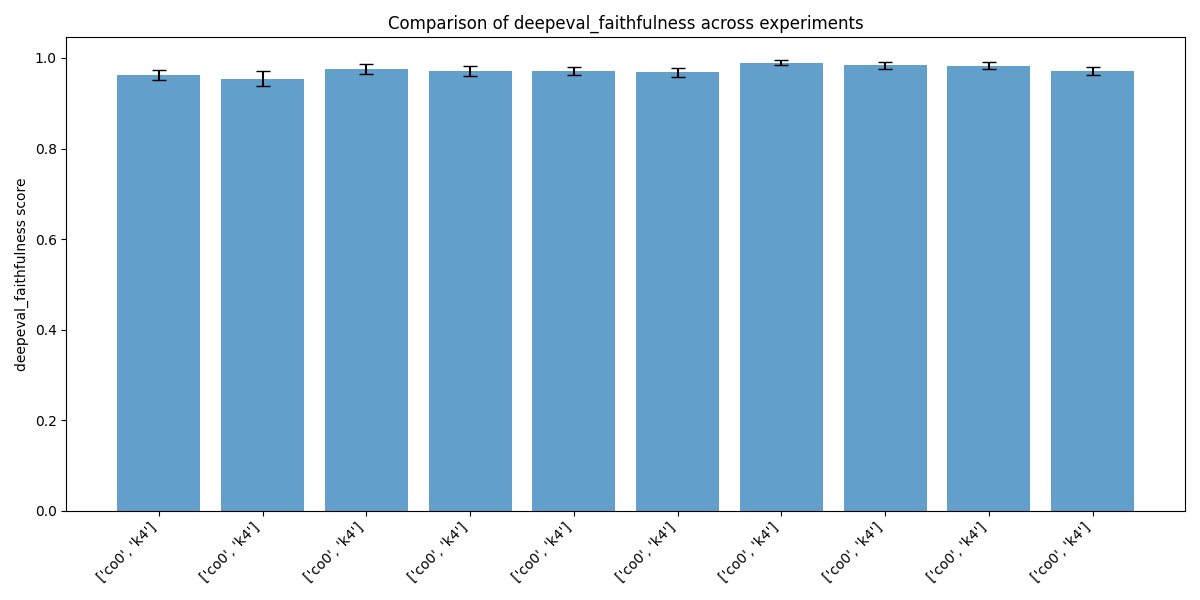 Comparison of deepeval_faithfulness across experiments
deepeval_faithfulness score
1.0
0.8
0.6
0.4
0.2
0.0
['co0', 'k4']
['co0', 'k4']
['co0', 'k4']
['co0', 'k4']
['co0', 'k4']
['co0', 'k4']
['co0', 'k4']
['co0', 'k4']
['co0', 'k4']
['co0', 'k4']